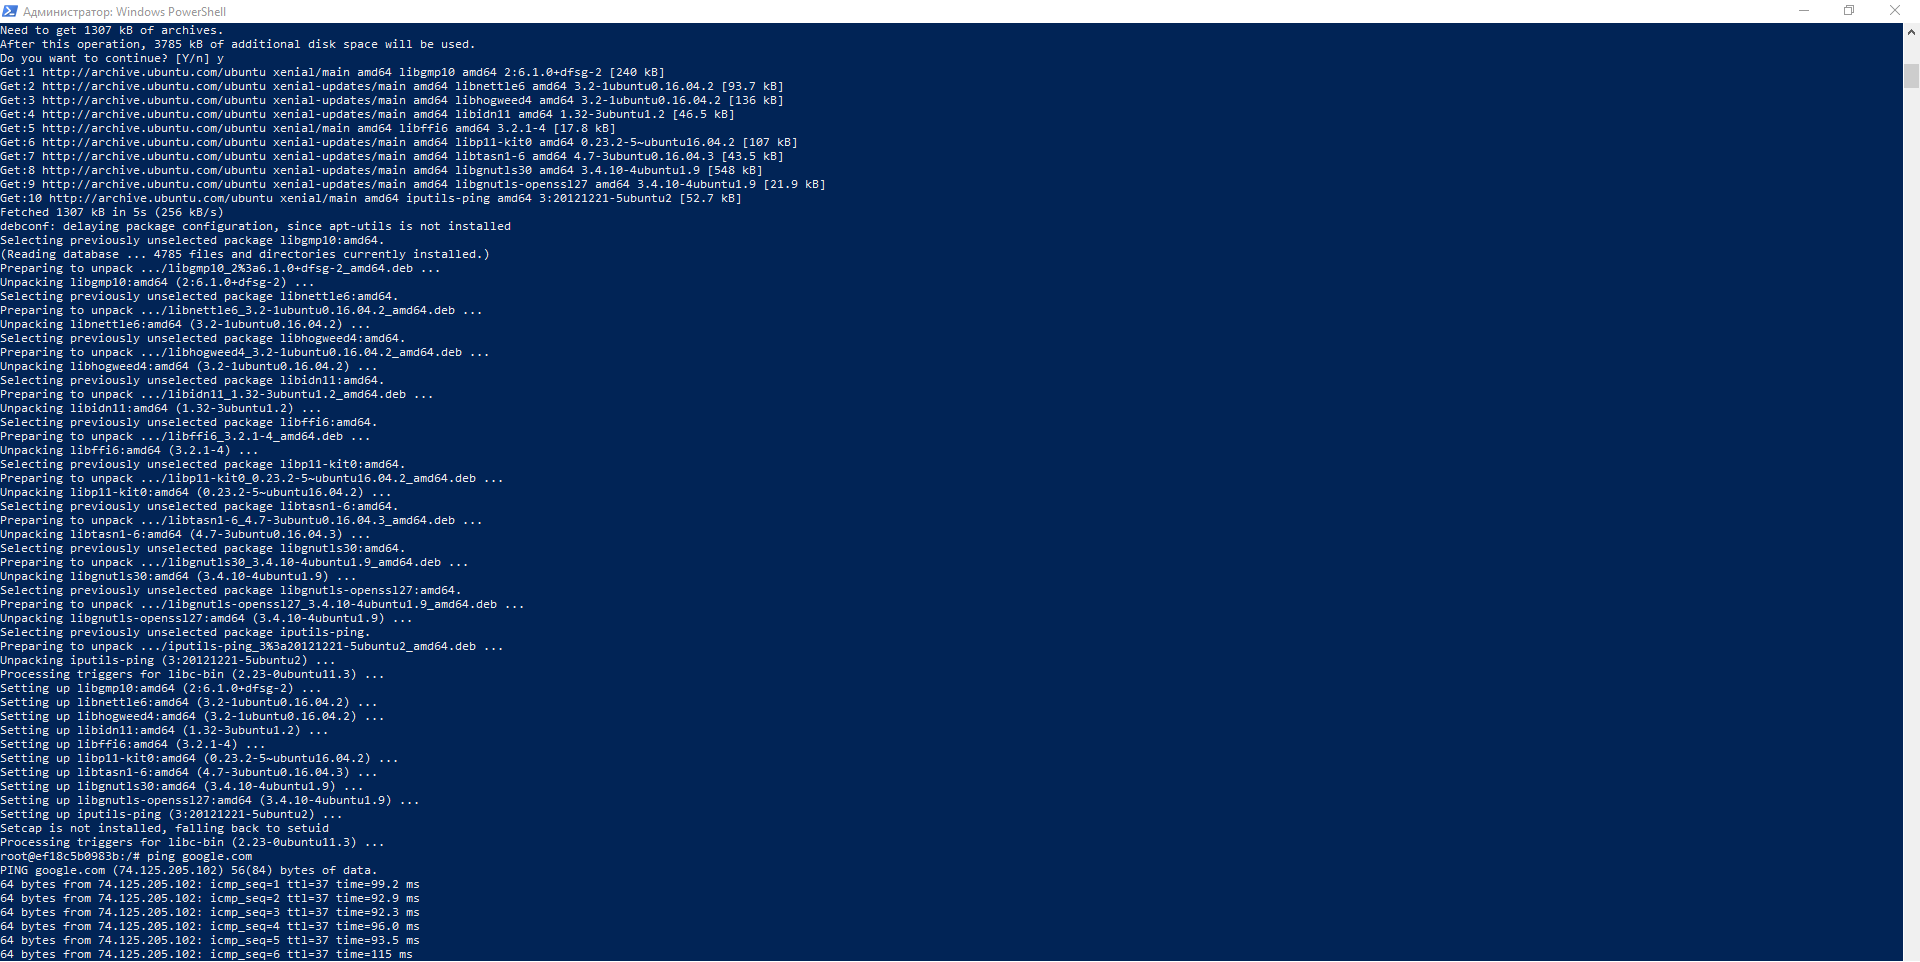 Администратор: Windows PowerShell
Need to get 1307 kB of archives.
After this operation, 3785 kB of additional disk space will be used.
Do you want to continue? [Y/n] y
Get:1 http://archive.ubuntu.com/ubuntu xenial/main amd64 libgmp10 amd64 2:6.1.0+dfsg-2 [240 kB]
Get:2 http://archive.ubuntu.com/ubuntu xenial-updates/main amd64 libnettle6 amd64 3.2-1ubuntu0.16.04.2 [93.7 kB]
Get:3 http://archive.ubuntu.com/ubuntu xenial-updates/main amd64 libhogweed4 amd64 3.2-1ubuntu0.16.04.2 [136 kB]
Get:4 http://archive.ubuntu.com/ubuntu xenial-updates/main amd64 libidn11 amd64 1.32-3ubuntu1.2 [46.5 kB]
Get:5 http://archive.ubuntu.com/ubuntu xenial/main amd64 libffi6 amd64 3.2.1-4 [17.8 kB]
Get:6 http://archive.ubuntu.com/ubuntu xenial-updates/main amd64 libp11-kit0 amd64 0.23.2-5~ubuntu16.04.2 [107 kB]
Get:7 http://archive.ubuntu.com/ubuntu xenial-updates/main amd64 libtasn1-6 amd64 4.7-3ubuntu0.16.04.3 [43.5 kB]
Get:8 http://archive.ubuntu.com/ubuntu xenial-updates/main amd64 libgnutls30 amd64 3.4.10-4ubuntu1.9 [548 kB]
Get:9 http://archive.ubuntu.com/ubuntu xenial-updates/main amd64 libgnutls-openssl27 amd64 3.4.10-4ubuntu1.9 [21.9 kB]
Get:10 http://archive.ubuntu.com/ubuntu xenial/main amd64 iputils-ping amd64 3:20121221-5ubuntu2 [52.7 kB]
Fetched 1307 kB in 5s (256 kB/s)
debconf: delaying package configuration, since apt-utils is not installed
Selecting previously unselected package libgmp10:amd64.
(Reading database ... 4785 files and directories currently installed.)
Preparing to unpack .../libgmp10_2%3a6.1.0+dfsg-2_amd64.deb ...
Unpacking libgmp10:amd64 (2:6.1.0+dfsg-2) ...
Selecting previously unselected package libnettle6:amd64.
Preparing to unpack .../libnettle6_3.2-1ubuntu0.16.04.2_amd64.deb ...
Unpacking libnettle6:amd64 (3.2-1ubuntu0.16.04.2) ...
Selecting previously unselected package libhogweed4:amd64.
Preparing to unpack .../libhogweed4_3.2-1ubuntu0.16.04.2_amd64.deb ...
Unpacking libhogweed4:amd64 (3.2-1ubuntu0.16.04.2) ...
Selecting previously unselected package libidn11:amd64.
Preparing to unpack .../libidn11_1.32-3ubuntu1.2_amd64.deb ...
Unpacking libidn11:amd64 (1.32-3ubuntu1.2) ...
Selecting previously unselected package libffi6:amd64.
Preparing to unpack .../libffi6_3.2.1-4_amd64.deb ...
Unpacking libffi6:amd64 (3.2.1-4) ...
Selecting previously unselected package libp11-kit0:amd64.
Preparing to unpack .../libp11-kit0_0.23.2-5~ubuntu16.04.2_amd64.deb ...
Unpacking libp11-kit0:amd64 (0.23.2-5~ubuntu16.04.2) ...
Selecting previously unselected package libtasn1-6:amd64.
Preparing to unpack .../libtasn1-6_4.7-3ubuntu0.16.04.3_amd64.deb ...
Unpacking libtasn1-6:amd64 (4.7-3ubuntu0.16.04.3) ...
Selecting previously unselected package libgnutls30:amd64.
Preparing to unpack .../libgnutls30_3.4.10-4ubuntu1.9_amd64.deb ...
Unpacking libgnutls30:amd64 (3.4.10-4ubuntu1.9) ...
Selecting previously unselected package libgnutls-openssl27:amd64.
Preparing to unpack .../libgnutls-openssl27_3.4.10-4ubuntu1.9_amd64.deb ...
Unpacking libgnutls-openssl27:amd64 (3.4.10-4ubuntu1.9) ...
Selecting previously unselected package iputils-ping.
Preparing to unpack .../iputils-ping_3%3a20121221-5ubuntu2_amd64.deb ...
Unpacking iputils-ping (3:20121221-5ubuntu2) ...
Processing triggers for libc-bin (2.23-0ubuntu11.3) ...
Setting up libgmp10:amd64 (2:6.1.0+dfsg-2) ...
Setting up libnettle6:amd64 (3.2-1ubuntu0.16.04.2) ...
Setting up libhogweed4:amd64 (3.2-1ubuntu0.16.04.2) ...
Setting up libidn11:amd64 (1.32-3ubuntu1.2) ...
Setting up libffi6:amd64 (3.2.1-4) ...
Setting up libp11-kit0:amd64 (0.23.2-5~ubuntu16.04.2) ...
Setting up libtasn1-6:amd64 (4.7-3ubuntu0.16.04.3) ...
Setting up libgnutls30:amd64 (3.4.10-4ubuntu1.9) ...
Setting up libgnutls-openssl27:amd64 (3.4.10-4ubuntu1.9) ...
Setting up iputils-ping (3:20121221-5ubuntu2) ...
Setcap is not installed, falling back to setuid
Processing triggers for libc-bin (2.23-0ubuntu11.3) ...
root@ef18c5b0983b:/# ping google.com
PING google.com (74.125.205.102) 56(84) bytes of data.
64 bytes from 74.125.205.102: icmp_seq=1 ttl=37 time=99.2 ms
64 bytes from 74.125.205.102: icmp_seq=2 ttl=37 time=92.9 ms
64 bytes from 74.125.205.102: icmp_seq=3 ttl=37 time=92.3 ms
64 bytes from 74.125.205.102: icmp_seq=4 ttl=37 time=96.0 ms
64 bytes from 74.125.205.102: icmp_seq=5 ttl=37 time=93.5 ms
64 bytes from 74.125.205.102: icmp_seq=6 ttl=37 time=115 ms